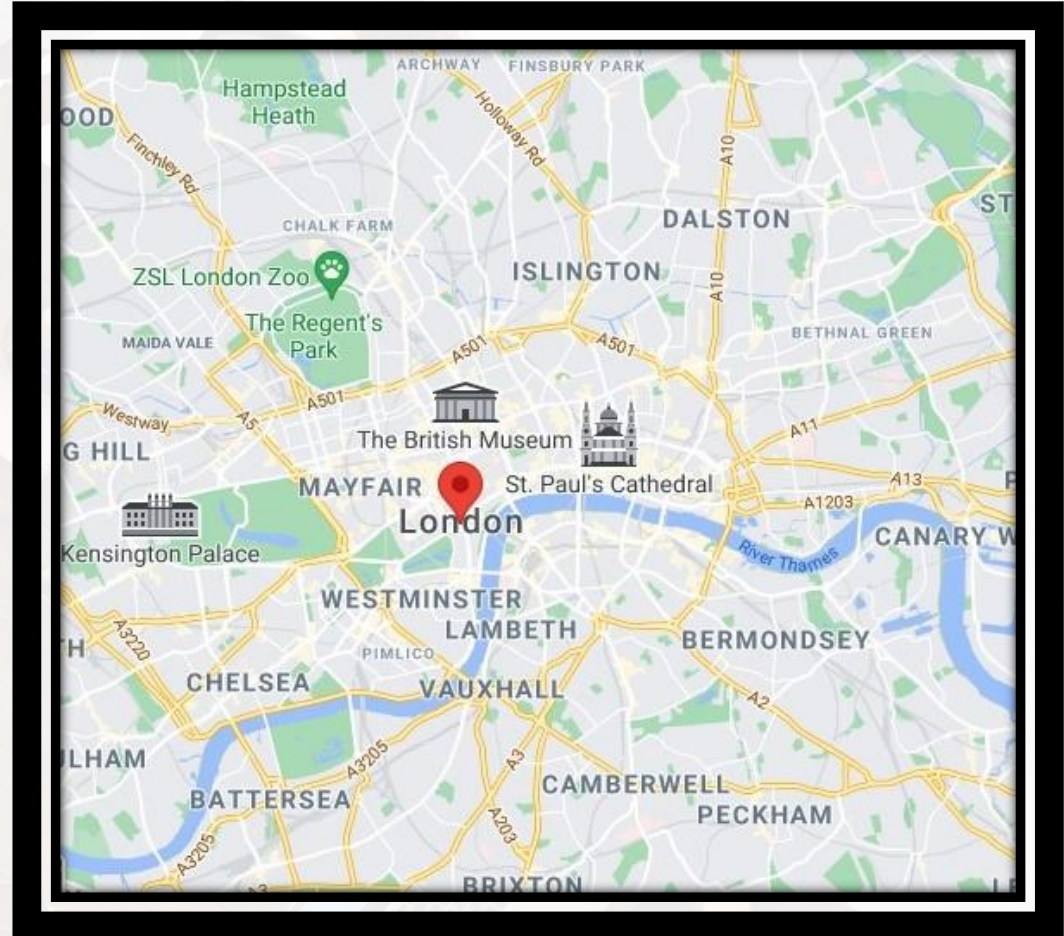 ARCHWAY
FINSBURY PARK
Hampstead
Heath
OOD
Finchley Rd
Holloway Rd
A10
ST
DALSTON
CHALK FARM
ISLINGTON
ZSL London Zoo
A10
The Regent's
Park
MAIDA VALE
BETHNAL GREEN
A501
A501
A501
Westway
A5
A11
The British Museum
G HILL
MAYFAIR
St. Paul's Cathedral
A13
A1203
London
CANARY W
Kensington Palace
River Thames
WESTMINSTER
LAMBETH
BERMONDSEY
A3220
TH
PIMLICO
CHELSEA
VAUXHALL
A2
ULHAM
A3205
A3
CAMBERWELL
BATTERSEA
PECKHAM
A203
A3205
BRIXTON
A3